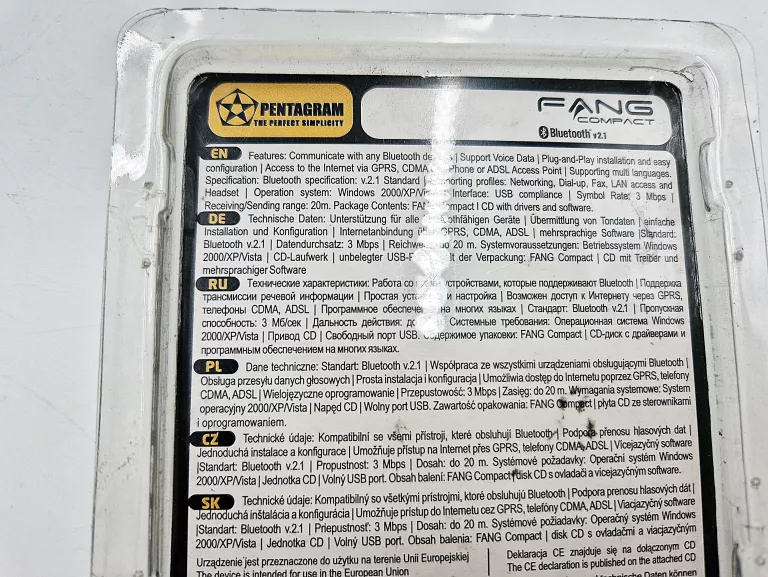 PENTAGRAM
THE PERFECT SIMPLICITY
FANG
COMPACT
Bluetooth v2.1
EN Features: Communicate with any Bluetooth | Support Voice Data | Plug-and-Play installation and easy
configuration | Access to the Internet via GPRS, CDMA, Phone or ADSL Access Point | Supporting multi languages.
Specification: Bluetooth specification: v.2.1 Standard | profiles: Networking, Dial-up, Fax, LAN access and
Headset | Operation system: Windows 2000/XP/ Interface: USB compliance | Symbol Rate: 3 Mbps |
Receiving/Sending range: 20m. Package Contents: FANG Compact I CD with drivers and software.
DE Technische Daten: Unterstützung für alle Geräte | Übermittlung von Tondaten | einfache
Installation und Konfiguration | Internetanbindung GPRS, CDMA, ADSL | mehrsprachige Software |Standard:
Bluetooth v.2.1 | Datendurchsatz: 3 Mbps | do 20 m. Systemvoraussetzungen: Betriebssystem Windows
2000/XP/Vista | CD-Laufwerk | unbelegter der Verpackung: FANG Compact | CD mit Treiber und
mehrsprachiger Software
RU Технические характеристики: Работа со устройствами, которые поддерживают Bluetooth | Поддержка
трансмиссии речевой информации | Простая и настройка | Возможен доступ к Интернету через GPRS,
телефоны CDMA, ADSL | Программное на многих языках | Стандарт: Bluetooth v.2.1 | Пропускная
способность: 3 Мб/сек | Дальность действия: Системные требования: Операционная система Windows
2000/XP/Vista | Привод CD | Свободный порт USB. упаковки: FANG Compact | CD-диск с драйверами и
программным обеспечением на многих языках.
PL Dane techniczne: Standart: Bluetooth v.2.1 | Współpraca ze wszystkimi urządzeniami obsługującymi Bluetooth |
Obsługa przesyłu danych głosowych | Prosta instalacja i konfiguracja | Umożliwia dostęp do Internetu poprzez GPRS, telefony
CDMA, ADSL | Wielojęzyczne oprogramowanie | Przepustowość: 3 Mbps | Zasięg: do 20 m. Wymagania systemowe: System
operacyjny 2000/XP/Vista | Napęd CD | Wolny port USB. Zawartość opakowania: FANG Compact | płyta CD ze sterownikami
i oprogramowaniem.
CZ Technické údaje: Kompatibilní se všemi přístroji, které obsluhují Bluetooth | Podpora přenosu hlasových dat |
Jednoduchá instalace a konfigurace | Umožňuje přístup na Internet přes GPRS, telefony CDMA, ADSL | Vícejazyčný software
|Standart: Bluetooth v.2.1 | Propustnost: 3 Mbps | Dosah: do 20 m. Systémové požadavky: Operační systém Windows
2000/XP/Vista | Jednotka CD | Volný USB port. Obsah balení: FANG Compact| disk CD s ovladači a vícejazyčným software.
SK Technické údaje: Kompatibilný so všetkými prístrojmi, které obsluhují Bluetooth | Podpora prenosu hlasových dát |
Jednoduchá inštalácia a konfigurácia | Umožňuje prístup do Internetu cez GPRS, telefóny CDMA, ADSL | Viacjazyčný software
|Standart: Bluetooth v.2.1 | Priepustnosť: 3 Mbps | Dosah: do 20 m. Systémové požiadavky: Operačný systém Windows
2000/XP/Vista | Jednotka CD | Volný USB port. Obsah balení: FANG Compact | disk CD s ovládačmi a viacjazyčným
Urządzenie jest przeznaczone do użytku na terenie Unii Europejskiej
The device is intended for use in the European Union
Deklaracja CE znajduje się na dołączonym CD
The CE declaration is published on the attached CD
Technische Daten können